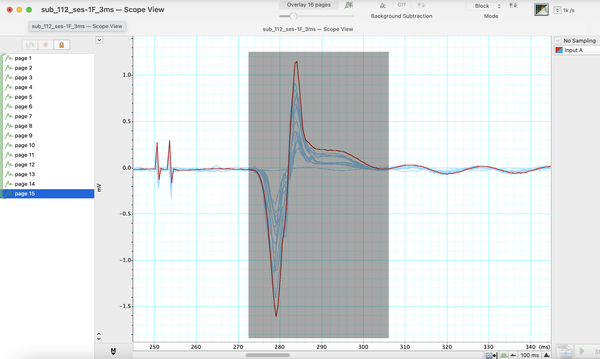 sub_112_ses-1F_3ms — Scope View
Overlay 16 pages
Off
Background Subtraction
Block
Mode
1k /s
sub_112_ses-1F_3ms — Scope View
sub_112_ses-1F_3ms — Scope View
No Sampling
Input A
page 1
page 2
page 3
page 4
page 5
page 6
page 7
page 8
page 9
page 10
page 11
page 12
page 13
page 14
page 15
mV
1.0
0.5
0.0
−0.5
−1.0
−1.5
250
260
270
280
290
300
310
320
330
340
(ms)
100 ms